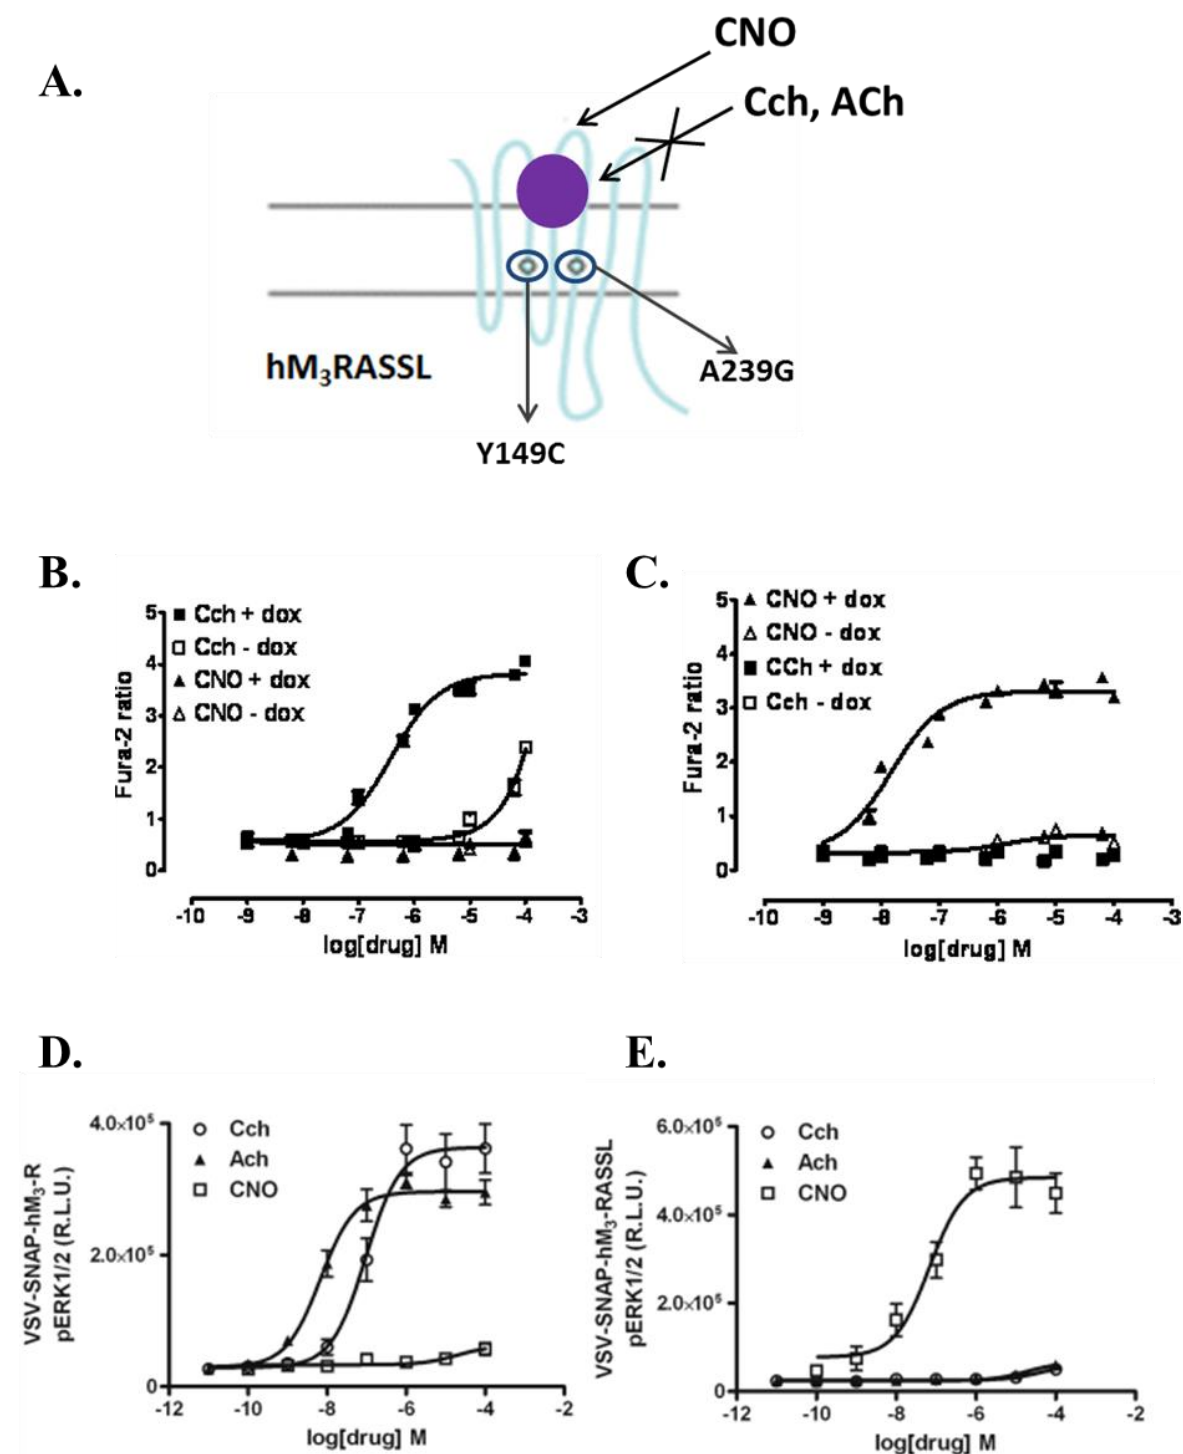 A.
CNO
Cch, ACh
hM₃RASSL
A239G
Y149C
B.
Cch + dox
Cch - dox
CNO + dox
CNO - dox
Fura-2 ratio
5
4
3
2
1
0
-10 -9 -8 -7 -6 -5 -4 -3
log[drug] M
C.
CNO + dox
CNO - dox
CCh + dox
Cch - dox
Fura-2 ratio
5
4
3
2
1
0
-10 -9 -8 -7 -6 -5 -4 -3
log[drug] M
D.
Cch
Ach
CNO
VSV-SNAP-hM₃-R
pERK1/2 (R.L.U.)
4.0×10⁵
2.0×10⁵
0
-12 -10 -8 -6 -4 -2
log[drug] M
E.
Cch
Ach
CNO
VSV-SNAP-hM₃-RASSL
pERK1/2 (R.L.U.)
6.0×10⁵
4.0×10⁵
2.0×10⁵
0
-12 -10 -8 -6 -4 -2
log[drug] M